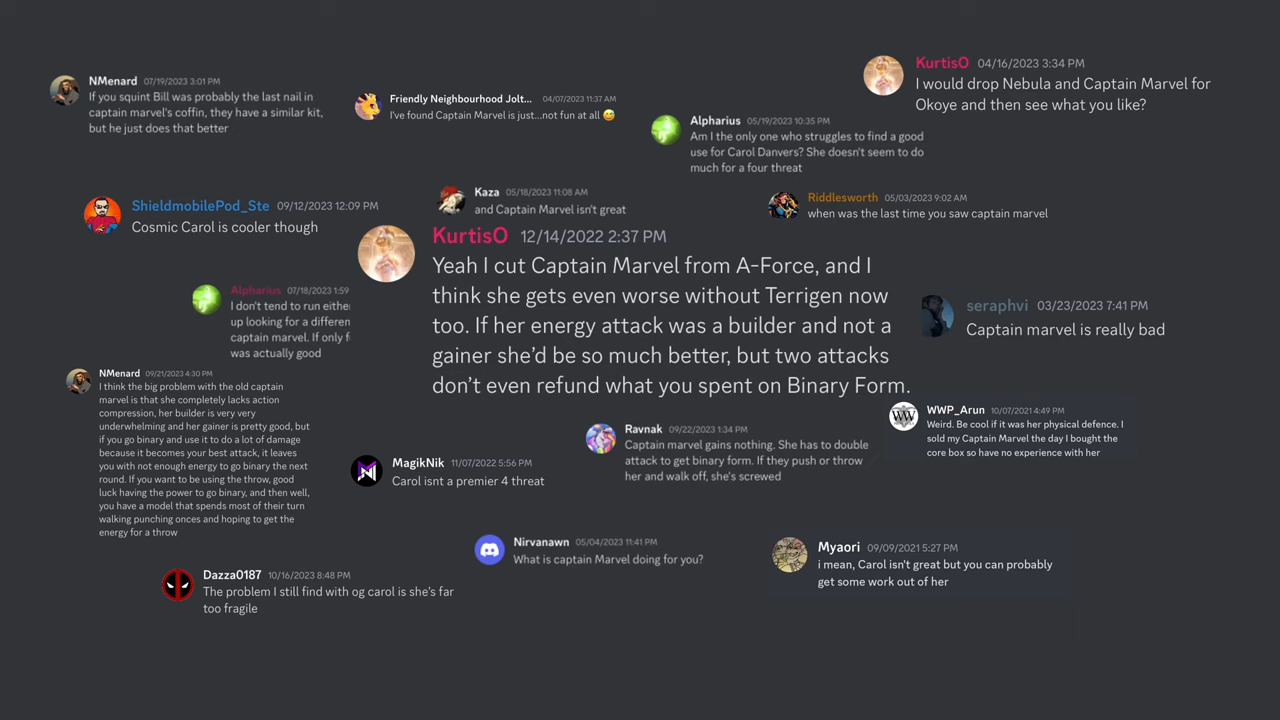 NMenard 07/19/2023 3:01 PM
If you squint Bill was probably the last nail in
captain marvel's coffin, they have a similar kit,
but he just does that better
Friendly Neighbourhood Jolt... 04/07/2023 11:37 AM
I've found Captain Marvel is just...not fun at all 😅
KurtisO 04/16/2023 3:34 PM
I would drop Nebula and Captain Marvel for
Okoye and then see what you like?
Alpharius 05/19/2023 10:35 PM
Am I the only one who struggles to find a good
use for Carol Danvers? She doesn't seem to do
much for a four threat
ShieldmobilePod_Ste 09/12/2023 12:09 PM
Cosmic Carol is cooler though
Kaza 05/18/2023 11:08 AM
and Captain Marvel isn't great
Riddlesworth 05/03/2023 9:02 AM
when was the last time you saw captain marvel
KurtisO 12/14/2022 2:37 PM
Yeah I cut Captain Marvel from A-Force, and I
think she gets even worse without Terrigen now
too. If her energy attack was a builder and not a
gainer she'd be so much better, but two attacks
don't even refund what you spent on Binary Form.
Alpharius 07/18/2023 1:59
I don't tend to run eithe
up looking for a differen
captain marvel. If only f
was actually good
seraphvi 03/23/2023 7:41 PM
Captain marvel is really bad
NMenard 09/21/2023 4:30 PM
I think the big problem with the old captain
marvel is that she completely lacks action
compression, her builder is very very
underwhelming and her gainer is pretty good, but
if you go binary and use it to do a lot of damage
because it becomes your best attack, it leaves
you with not enough energy to go binary the next
round. If you want to be using the throw, good
luck having the power to go binary, and then well,
you have a model that spends most of their turn
walking punching onces and hoping to get the
energy for a throw
MagikNik 11/07/2022 5:56 PM
Carol isnt a premier 4 threat
Ravnak 09/22/2023 1:34 PM
Captain marvel gains nothing. She has to double
attack to get binary form. If they push or throw
her and walk off, she's screwed
WWP_Arun 10/07/2021 4:49 PM
Weird. Be cool if it was her physical defence. I
sold my Captain Marvel the day I bought the
core box so have no experience with her
Nirvanawn 05/04/2023 11:41 PM
What is captain Marvel doing for you?
Myaori 09/09/2021 5:27 PM
i mean, Carol isn't great but you can probably
get some work out of her
Dazza0187 10/16/2023 8:48 PM
The problem I still find with og carol is she's far
too fragile